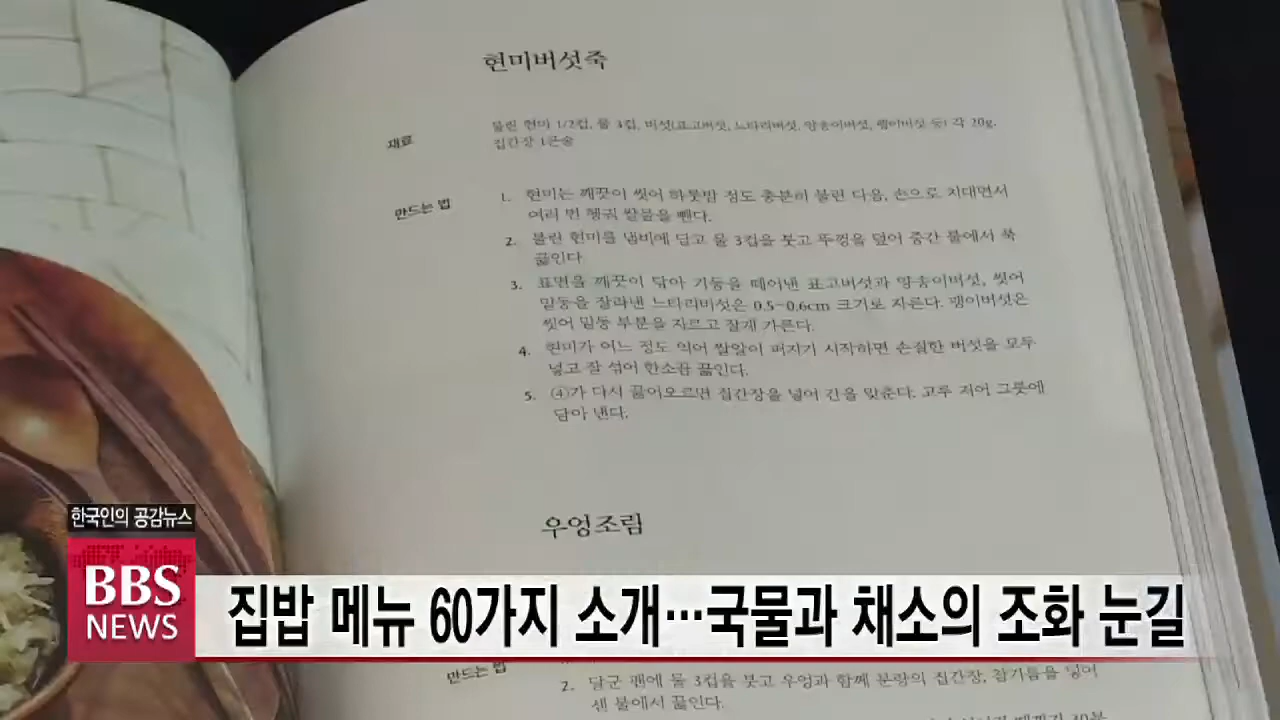 현미버섯죽
재료
불린 현미 1/2컵, 물 3컵, 버섯(표고버섯, 느타리버섯, 양송이버섯, 팽이버섯 등) 각 20g,
집간장 1큰술
만드는 법
1. 현미는 깨끗이 씻어 하룻밤 정도 충분히 불린 다음, 손으로 치대면서
여러 번 헹궈 쌀물을 뺀다.
2. 불린 현미를 냄비에 담고 물 3컵을 붓고 뚜껑을 덮어 중간 불에서 푹
끓인다.
3. 표면을 깨끗이 닦아 기둥을 떼어낸 표고버섯과 양송이버섯, 씻어
밑동을 잘라낸 느타리버섯은 0.5~0.6cm 크기로 자른다. 팽이버섯은
씻어 밑동 부분을 자르고 잘게 가른다.
4. 현미가 어느 정도 익어 쌀알이 퍼지기 시작하면 손질한 버섯을 모두
넣고 잘 섞어 한소끔 끓인다.
5. ④가 다시 끓어오르면 집간장을 넣어 간을 맞춘다. 고루 저어 그릇에
담아 낸다.
우엉조림
한국인의 공감뉴스
BBS
NEWS
집밥 메뉴 60가지 소개…국물과 채소의 조화 눈길
만드는 법
2. 달군 팬에 물 3컵을 붓고 우엉과 함께 분량의 집간장, 참기름을 넣어
센 불에서 끓인다.